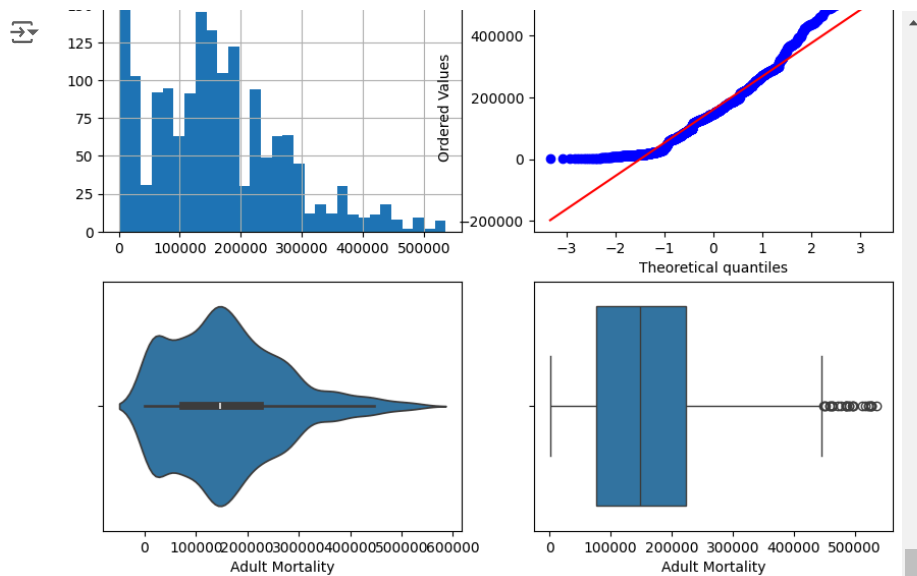 150
125
100
75
50
25
0
0 100000 200000 300000 400000 500000
Ordered Values
400000
200000
0
−200000
−3 −2 −1 0 1 2 3
Theoretical quantiles
0 100000 200000 300000 400000 500000 600000
Adult Mortality
0 100000 200000 300000 400000 500000
Adult Mortality